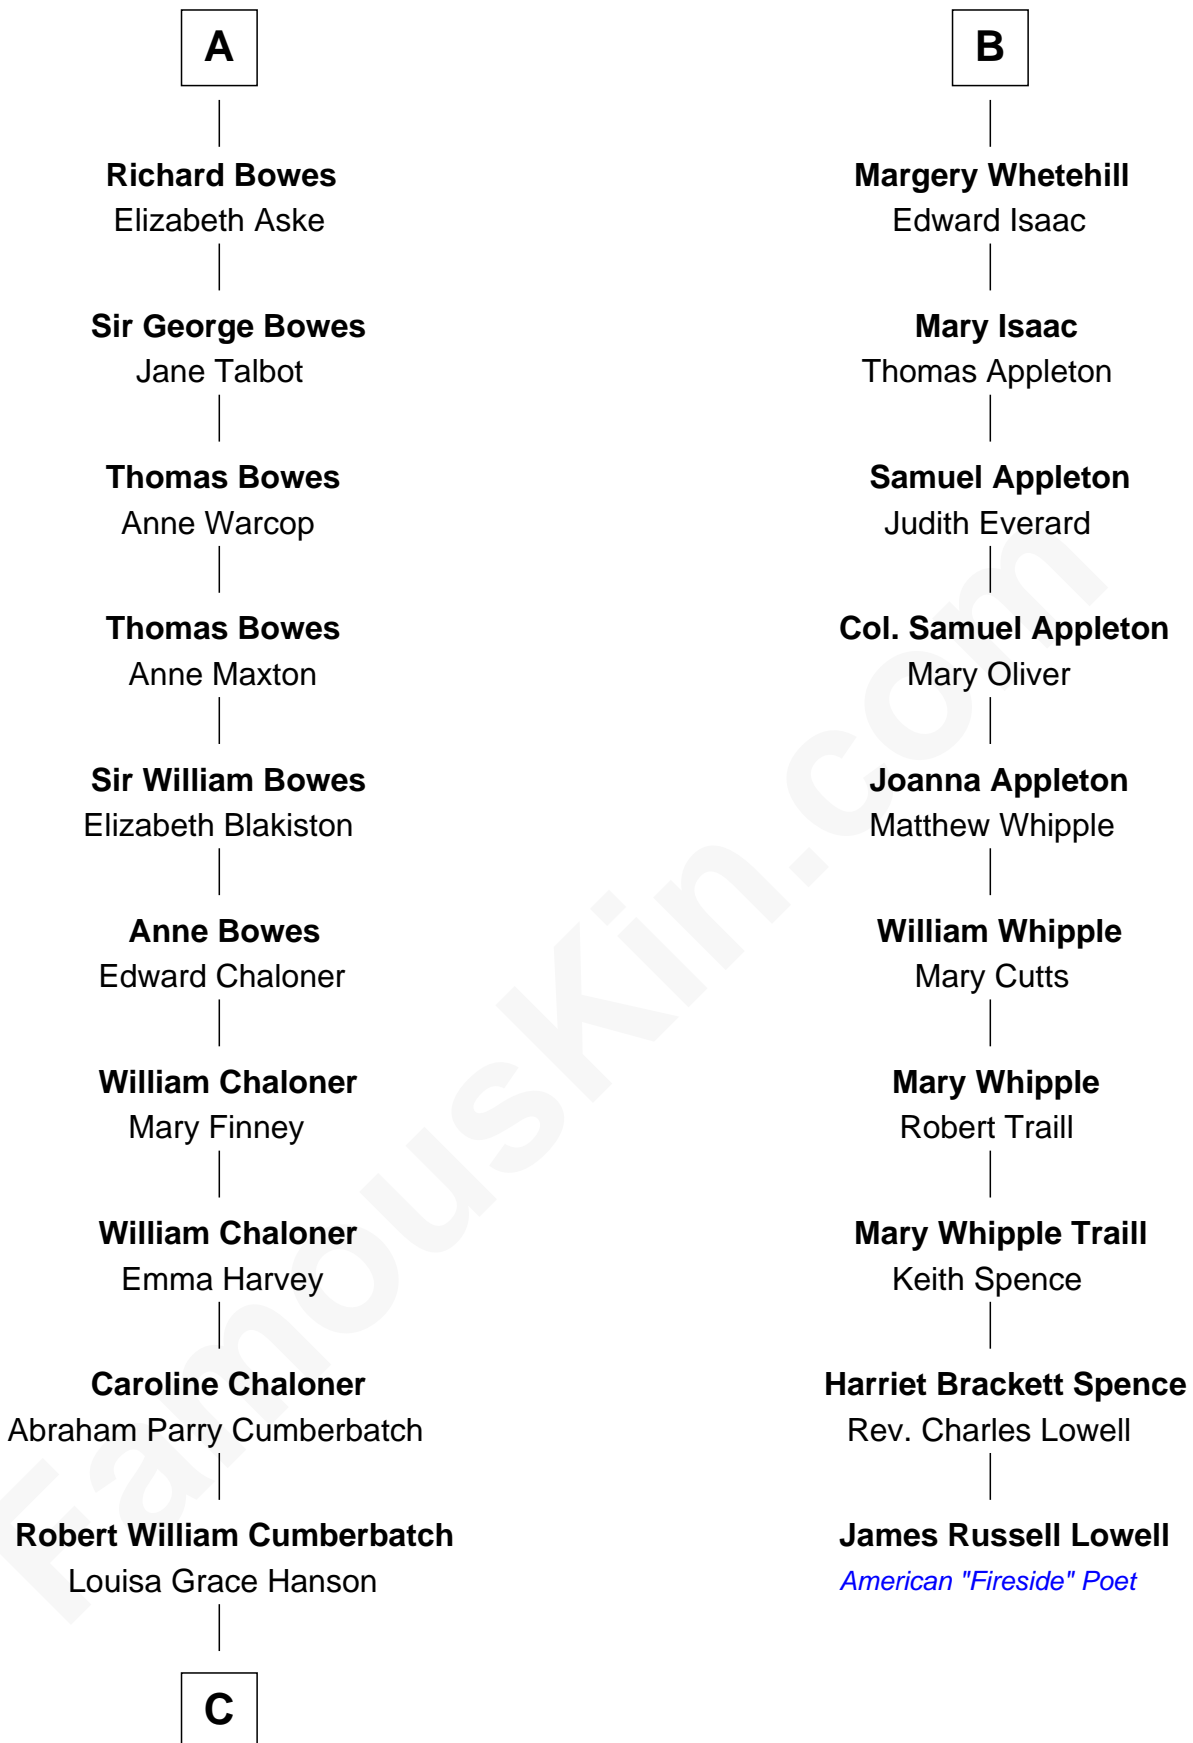 A
Richard Bowes
Elizabeth Aske
Sir George Bowes
Jane Talbot
Thomas Bowes
Anne Warcop
Thomas Bowes
Anne Maxton
Sir William Bowes
Elizabeth Blakiston
Anne Bowes
Edward Chaloner
William Chaloner
Mary Finney
William Chaloner
Emma Harvey
Caroline Chaloner
Abraham Parry Cumberbatch
Robert William Cumberbatch
Louisa Grace Hanson
C
B
Margery Whetehill
Edward Isaac
Mary Isaac
Thomas Appleton
Samuel Appleton
Judith Everard
Col. Samuel Appleton
Mary Oliver
Joanna Appleton
Matthew Whipple
William Whipple
Mary Cutts
Mary Whipple
Robert Traill
Mary Whipple Traill
Keith Spence
Harriet Brackett Spence
Rev. Charles Lowell
James Russell Lowell
American "Fireside" Poet
FamousKin.com